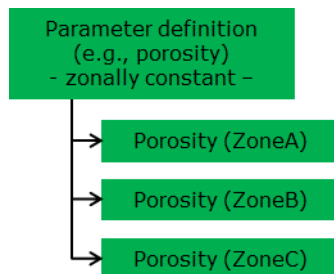 Parameter definition
(e.g., porosity)
- zonally constant –
Porosity (ZoneA)
Porosity (ZoneB)
Porosity (ZoneC)